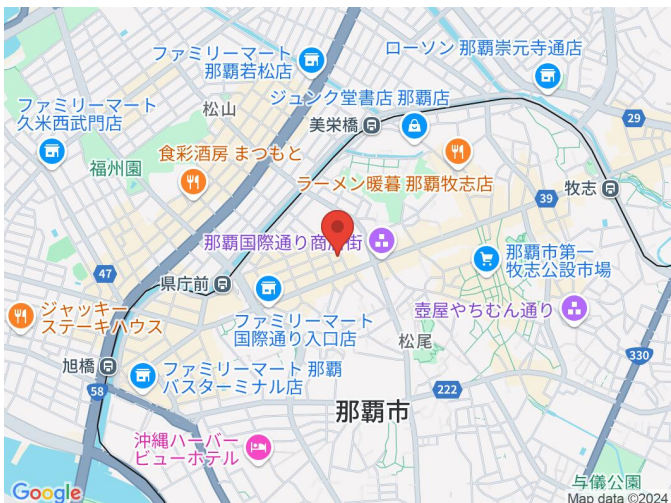 ファミリーマート
那覇若松店
ローソン 那覇崇元寺通店
ファミリーマート
久米西武門店
松山
ジュンク堂書店 那覇店
美栄橋
29
福州園
食彩酒房 まつもと
ラーメン暖暮 那覇牧志店
牧志
39
那覇国際通り商店街
那覇市第一
牧志公設市場
47
県庁前
ジャッキー
ステーキハウス
ファミリーマート
国際通り入口店
壺屋やちむん通り
松尾
330
旭橋
58
ファミリーマート 那覇
バスターミナル店
222
那覇市
沖縄ハーバー
ビューホテル
与儀公園
Google
Map data ©2024